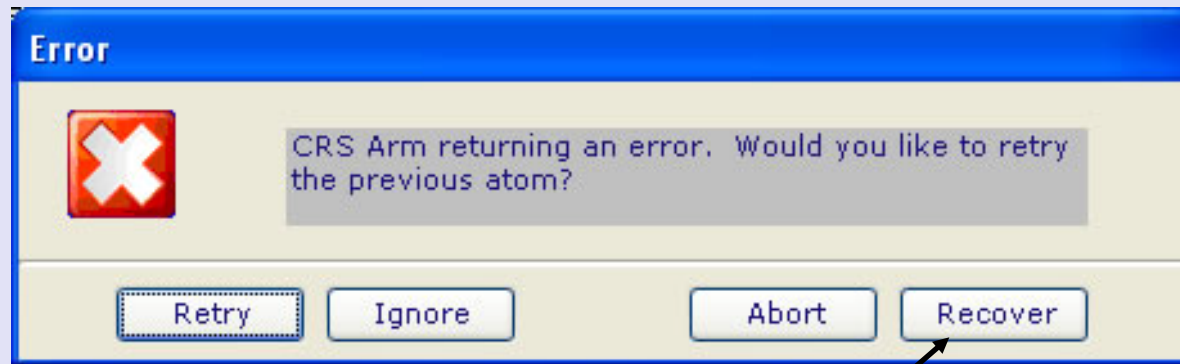 Error
CRS Arm returning an error.  Would you like to retry
the previous atom?
Retry
Ignore
Abort
Recover